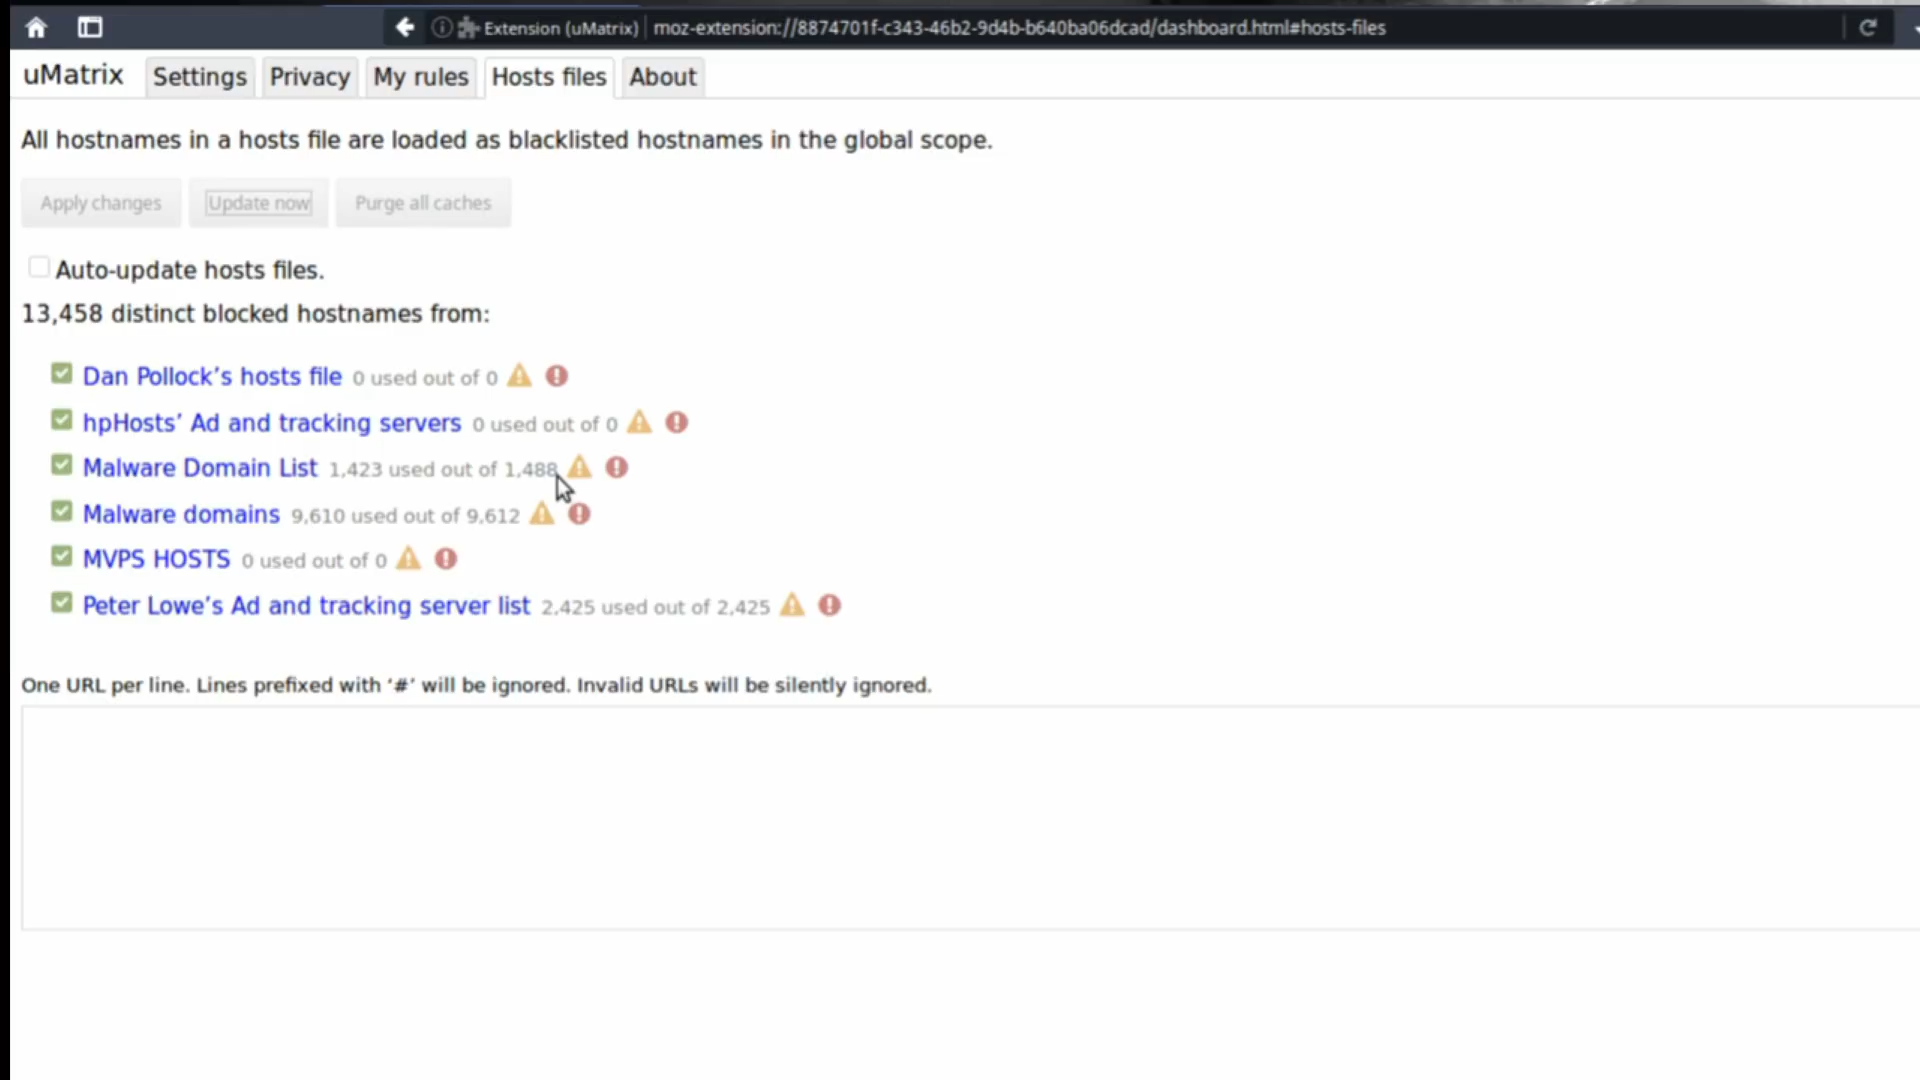 Extension (uMatrix) moz-extension://8874701f-c343-46b2-9d4b-b640ba06dcad/dashboard.html#hosts-files
uMatrix Settings Privacy My rules Hosts files About
All hostnames in a hosts file are loaded as blacklisted hostnames in the global scope.
Apply changes Update now Purge all caches
Auto-update hosts files.
13,458 distinct blocked hostnames from:
Dan Pollock’s hosts file 0 used out of 0
hpHosts’ Ad and tracking servers 0 used out of 0
Malware Domain List 1,423 used out of 1,488
Malware domains 9,610 used out of 9,612
MVPS HOSTS 0 used out of 0
Peter Lowe’s Ad and tracking server list 2,425 used out of 2,425
One URL per line. Lines prefixed with ‘#’ will be ignored. Invalid URLs will be silently ignored.